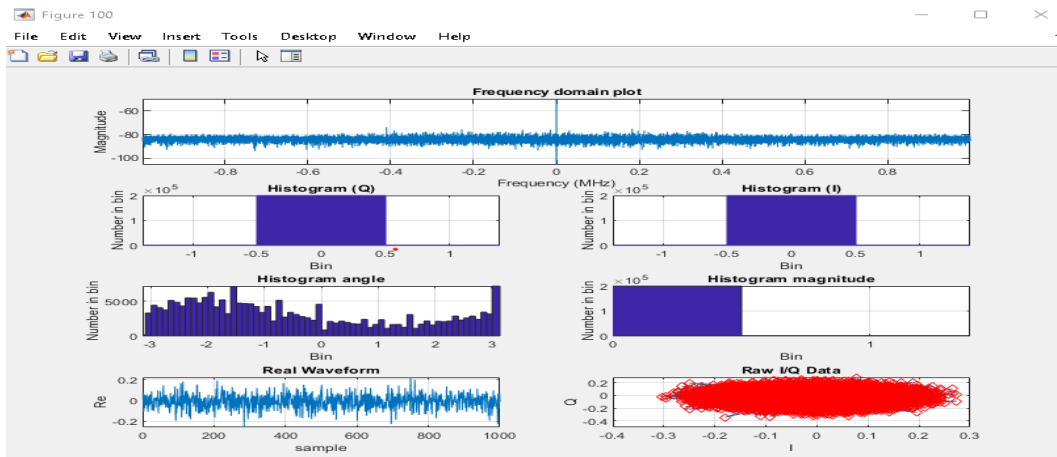 Figure 100
File Edit View Insert Tools Desktop Window Help
Frequency domain plot
Magnitude
-60
-80
-100
-0.8 -0.6 -0.4 -0.2 0 0.2 0.4 0.6 0.8
Frequency (MHz)
Histogram (Q)
×10^5
Number in bin
2
1
0
-1 -0.5 0 0.5 1
Bin
Histogram (I)
×10^5
Number in bin
2
1
0
-1 -0.5 0 0.5 1
Bin
Histogram angle
Number in bin
5000
0
-3 -2 -1 0 1 2 3
Bin
Histogram magnitude
×10^5
Number in bin
2
1
0
0 1
Bin
Real Waveform
Re
0.2
0
-0.2
0 200 400 600 800 1000
sample
Raw I/Q Data
Q
0.2
0
-0.2
-0.4
-0.4 -0.3 -0.2 -0.1 0 0.1 0.2 0.3
I